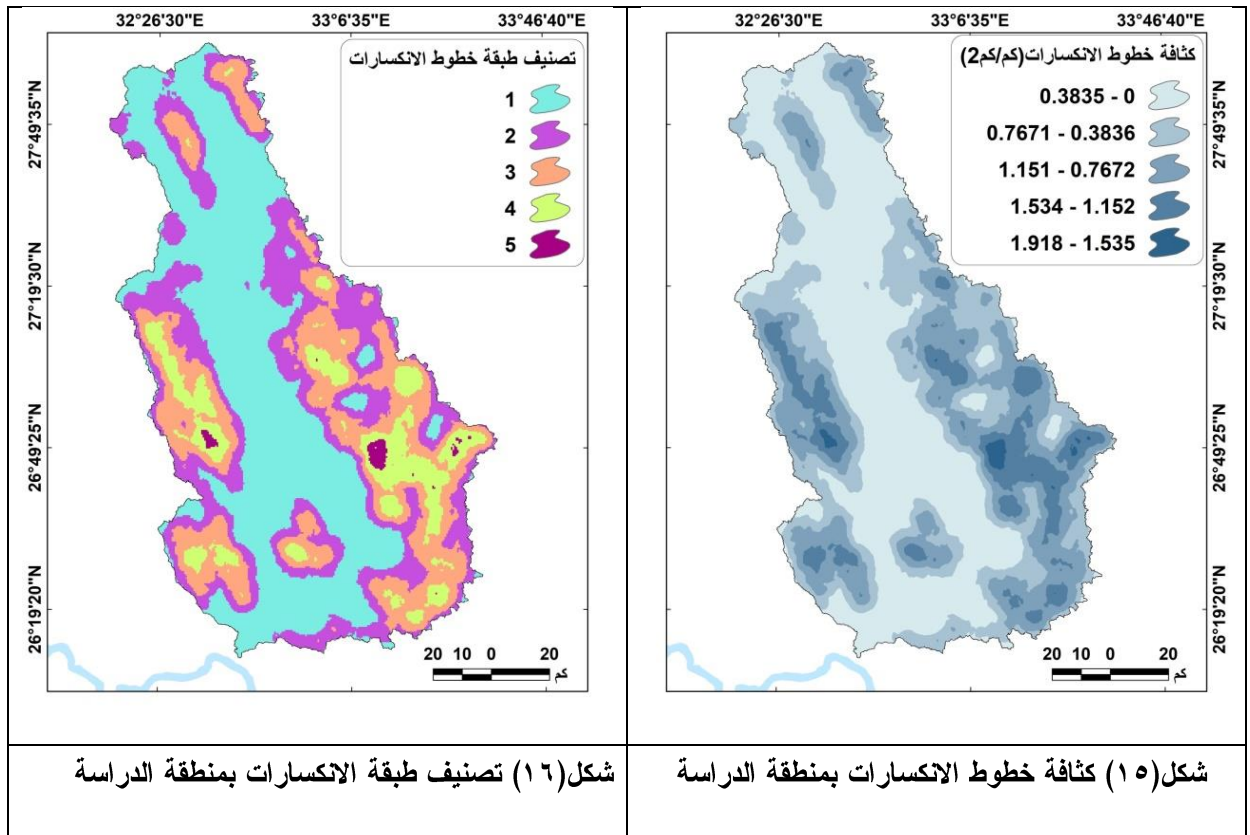 32°26'30"E 33°6'35"E 33°46'40"E
كثافة خطوط الانكسارات(كم/كم2)
0.3835 - 0
0.7671 - 0.3836
1.151 - 0.7672
1.534 - 1.152
1.918 - 1.535
27°49'35"N
27°19'30"N
26°49'25"N
26°19'20"N
20 10 0 20
كم
شكل(١٥) كثافة خطوط الانكسارات بمنطقة الدراسة
32°26'30"E 33°6'35"E 33°46'40"E
تصنيف طبقة خطوط الانكسارات
1
2
3
4
5
27°49'35"N
27°19'30"N
26°49'25"N
26°19'20"N
20 10 0 20
كم
شكل(١٦) تصنيف طبقة الانكسارات بمنطقة الدراسة